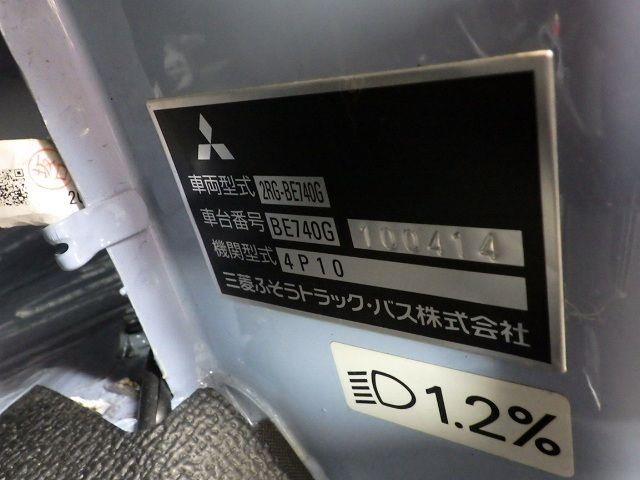 車両型式 2RG-BE740G
車台番号 BE740G 100414
機関型式 4P10
三菱ふそうトラック・バス株式会社
1.2%